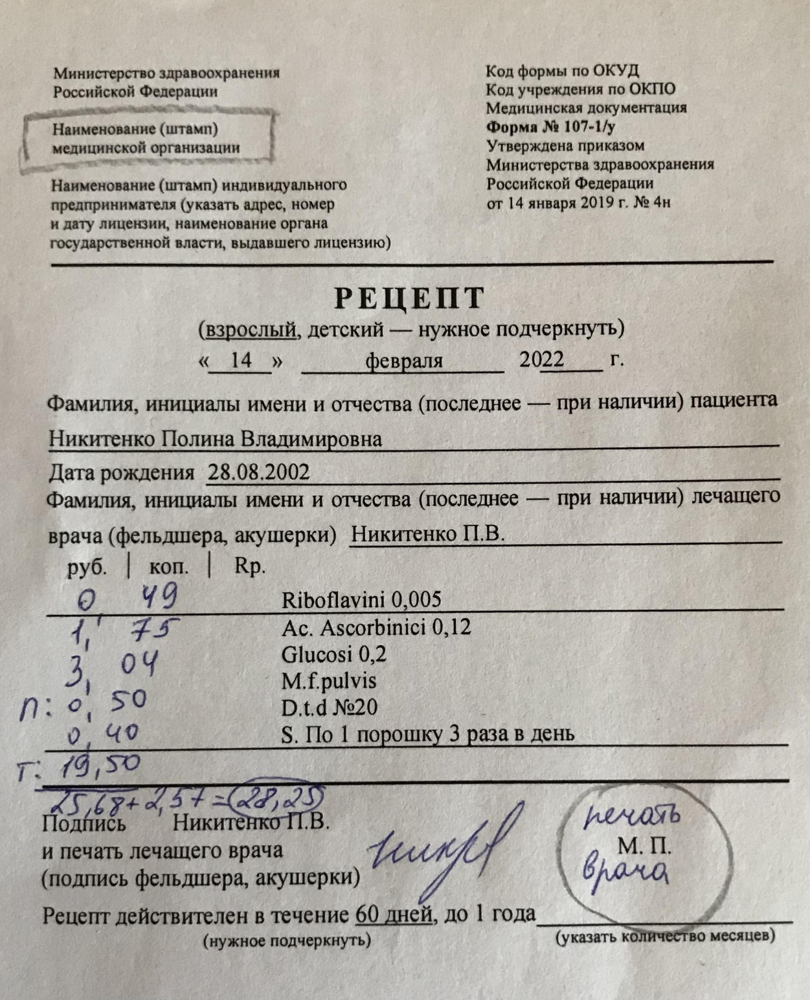 Министерство здравоохранения
Российской Федерации
Наименование (штамп)
медицинской организации
Наименование (штамп) индивидуального
предпринимателя (указать адрес, номер
и дату лицензии, наименование органа
государственной власти, выдавшего лицензию)
Код формы по ОКУД
Код учреждения по ОКПО
Медицинская документация
Форма № 107-1/у
Утверждена приказом
Министерства здравоохранения
Российской Федерации
от 14 января 2019 г. № 4н
РЕЦЕПТ
(взрослый, детский — нужное подчеркнуть)
« 14 » февраля 2022 г.
Фамилия, инициалы имени и отчества (последнее — при наличии) пациента
Никитенко Полина Владимировна
Дата рождения 28.08.2002
Фамилия, инициалы имени и отчества (последнее — при наличии) лечащего
врача (фельдшера, акушерки) Никитенко П.В.
руб. | коп. | Rp.
0, 49 Riboflavini 0,005
1, 75 Ac. Ascorbinici 0,12
3, 04 Glucosi 0,2
M.f.pulvis
П: 0, 50 D.t.d №20
0, 40 S. По 1 порошку 3 раза в день
Т: 19,50
25,68+2,57=28,25
Подпись Никитенко П.В.
и печать лечащего врача
(подпись фельдшера, акушерки)
печать
М. П.
врача
Рецепт действителен в течение 60 дней, до 1 года
(нужное подчеркнуть) (указать количество месяцев)